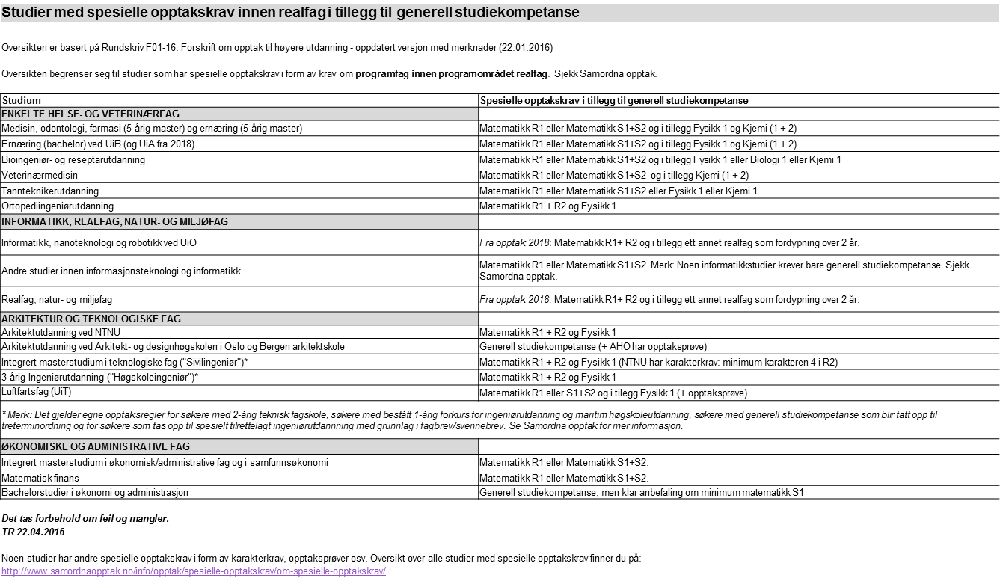 Studier med spesielle opptakskrav innen realfag i tillegg til generell studiekompetanse
Oversikten er basert på Rundskriv F01-16: Forskrift om opptak til høyere utdanning - oppdatert versjon med merknader (22.01.2016)
Oversikten begrenser seg til studier som har spesielle opptakskrav i form av krav om programfag innen programområdet realfag. Sjekk Samordna opptak.
Studium
Spesielle opptakskrav i tillegg til generell studiekompetanse
ENKELTE HELSE- OG VETERINÆRFAG
Medisin, odontologi, farmasi (5-årig master) og ernæring (5-årig master)
Matematikk R1 eller Matematikk S1+S2 og i tillegg Fysikk 1 og Kjemi (1 + 2)
Ernæring (bachelor) ved UiB (og UiA fra 2018)
Matematikk R1 eller Matematikk S1+S2 og i tillegg Fysikk 1 og Kjemi (1 + 2)
Bioingeniør- og reseptarutdanning
Matematikk R1 eller Matematikk S1+S2 og i tillegg Fysikk 1 eller Biologi 1 eller Kjemi 1
Veterinærmedisin
Matematikk R1 eller Matematikk S1+S2 og i tillegg Kjemi (1 + 2)
Tannteknikerutdanning
Matematikk R1 eller Matematikk S1+S2 eller Fysikk 1 eller Kjemi 1
Ortopediingeniørutdanning
Matematikk R1 + R2 og Fysikk 1
INFORMATIKK, REALFAG, NATUR- OG MILJØFAG
Informatikk, nanoteknologi og robotikk ved UiO
Fra opptak 2018: Matematikk R1+ R2 og i tillegg ett annet realfag som fordypning over 2 år.
Andre studier innen informasjonsteknologi og informatikk
Matematikk R1 eller Matematikk S1+S2. Merk: Noen informatikkstudier krever bare generell studiekompetanse. Sjekk
Samordna opptak.
Realfag, natur- og miljøfag
Fra opptak 2018: Matematikk R1+ R2 og i tillegg ett annet realfag som fordypning over 2 år.
ARKITEKTUR OG TEKNOLOGISKE FAG
Arkitektutdanning ved NTNU
Matematikk R1 + R2 og Fysikk 1
Arkitektutdanning ved Arkitekt- og designhøgskolen i Oslo og Bergen arkitektskole
Generell studiekompetanse (+ AHO har opptaksprøve)
Integrert masterstudium i teknologiske fag ("Sivilingeniør")*
Matematikk R1 + R2 og Fysikk 1 (NTNU har karakterkrav: minimum karakteren 4 i R2)
3-årig Ingeniørutdanning ("Høgskoleingeniør")*
Matematikk R1 + R2 og Fysikk 1
Luftfartsfag (UiT)
Matematikk R1 eller S1+S2 og i tilegg Fysikk 1 (+ opptaksprøve)
* Merk: Det gjelder egne opptaksregler for søkere med 2-årig teknisk fagskole, søkere med bestått 1-årig forkurs for ingeniørutdanning og maritim høgskoleutdanning, søkere med generell studiekompetanse som blir tatt opp til
treterminordning og for søkere som tas opp til spesielt tilrettelagt ingeniørutdannning med grunnlag i fagbrev/svennebrev. Se Samordna opptak for mer informasjon.
ØKONOMISKE OG ADMINISTRATIVE FAG
Integrert masterstudium i økonomisk/administrative fag og i samfunnsøkonomi
Matematikk R1 eller Matematikk S1+S2.
Matematisk finans
Matematikk R1 eller Matematikk S1+S2.
Bachelorstudier i økonomi og administrasjon
Generell studiekompetanse, men klar anbefaling om minimum matematikk S1
Det tas forbehold om feil og mangler.
TR 22.04.2016
Noen studier har andre spesielle opptakskrav i form av karakterkrav, opptaksprøver osv. Oversikt over alle studier med spesielle opptakskrav finner du på:
http://www.samordnaopptak.no/info/opptak/spesielle-opptakskrav/om-spesielle-opptakskrav/